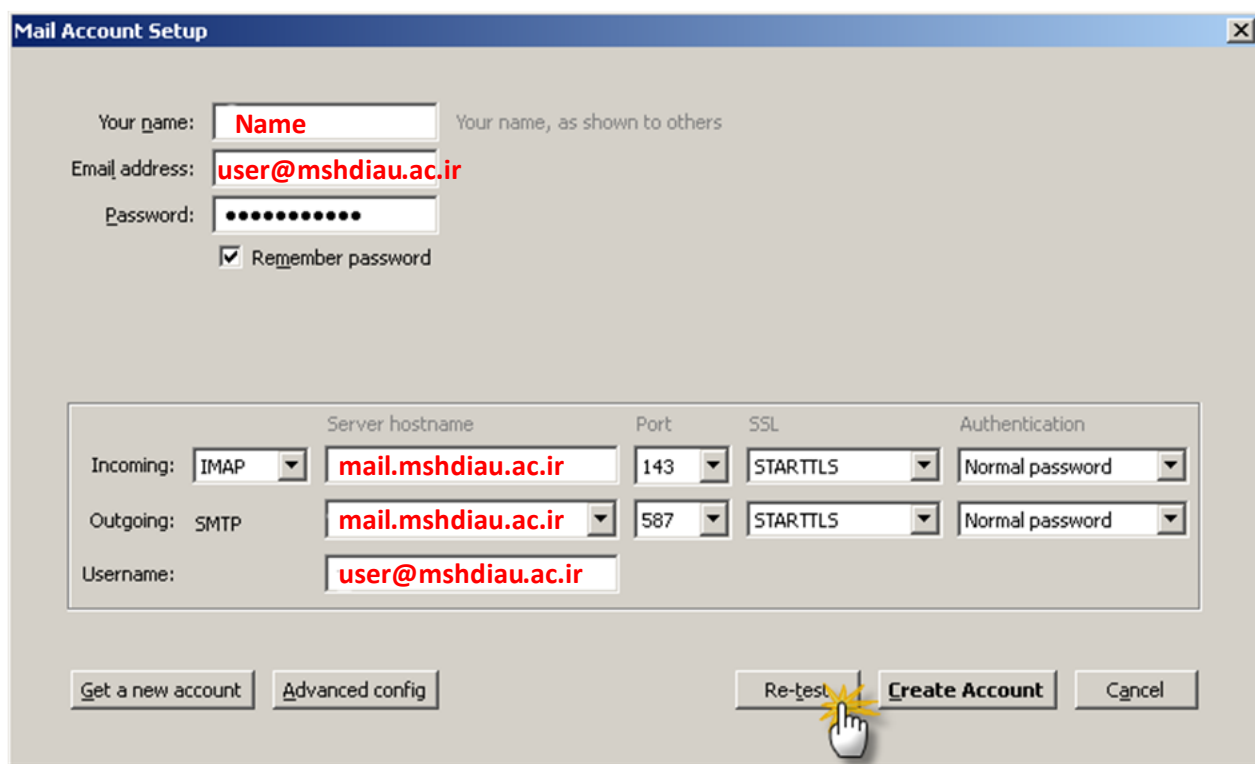 Mail Account Setup
Your name: Name Your name, as shown to others
Email address: user@mshdiau.ac.ir
Password: ●●●●●●●●●●●
Remember password
Server hostname Port SSL Authentication
Incoming: IMAP mail.mshdiau.ac.ir 143 STARTTLS Normal password
Outgoing: SMTP mail.mshdiau.ac.ir 587 STARTTLS Normal password
Username: user@mshdiau.ac.ir
Get a new account Advanced config Re-test Create Account Cancel